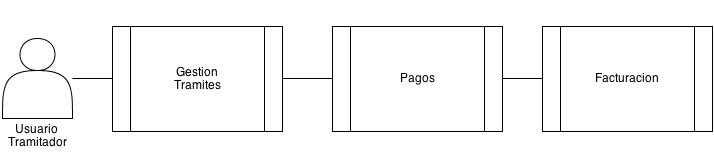 Gestion
Tramites
Pagos
Facturacion
Usuario
Tramitador